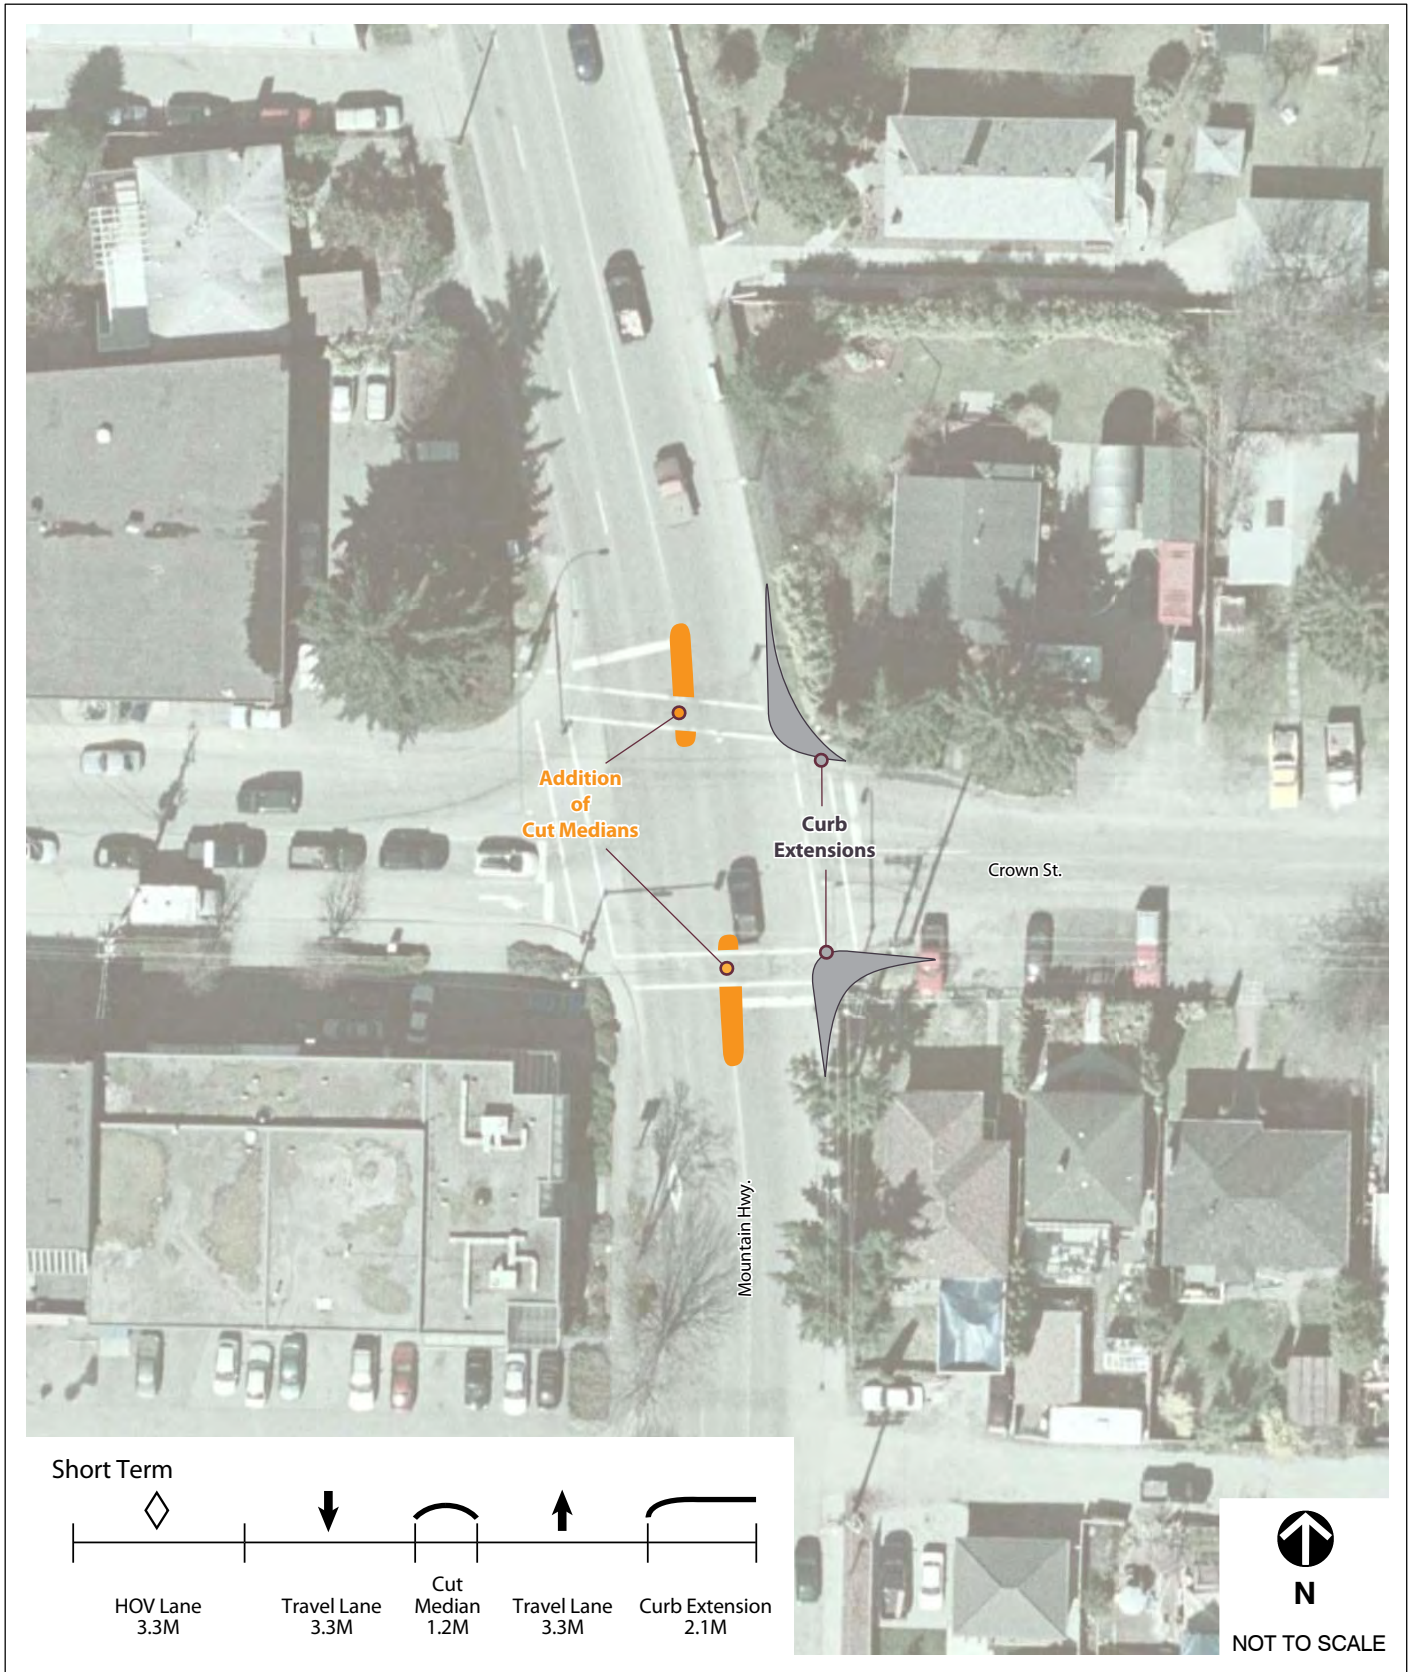 Addition
of
Cut Medians
Curb
Extensions
Crown St.
Mountain Hwy.
Short Term
HOV Lane
3.3M
Travel Lane
3.3M
Cut
Median
1.2M
Travel Lane
3.3M
Curb Extension
2.1M
N
NOT TO SCALE